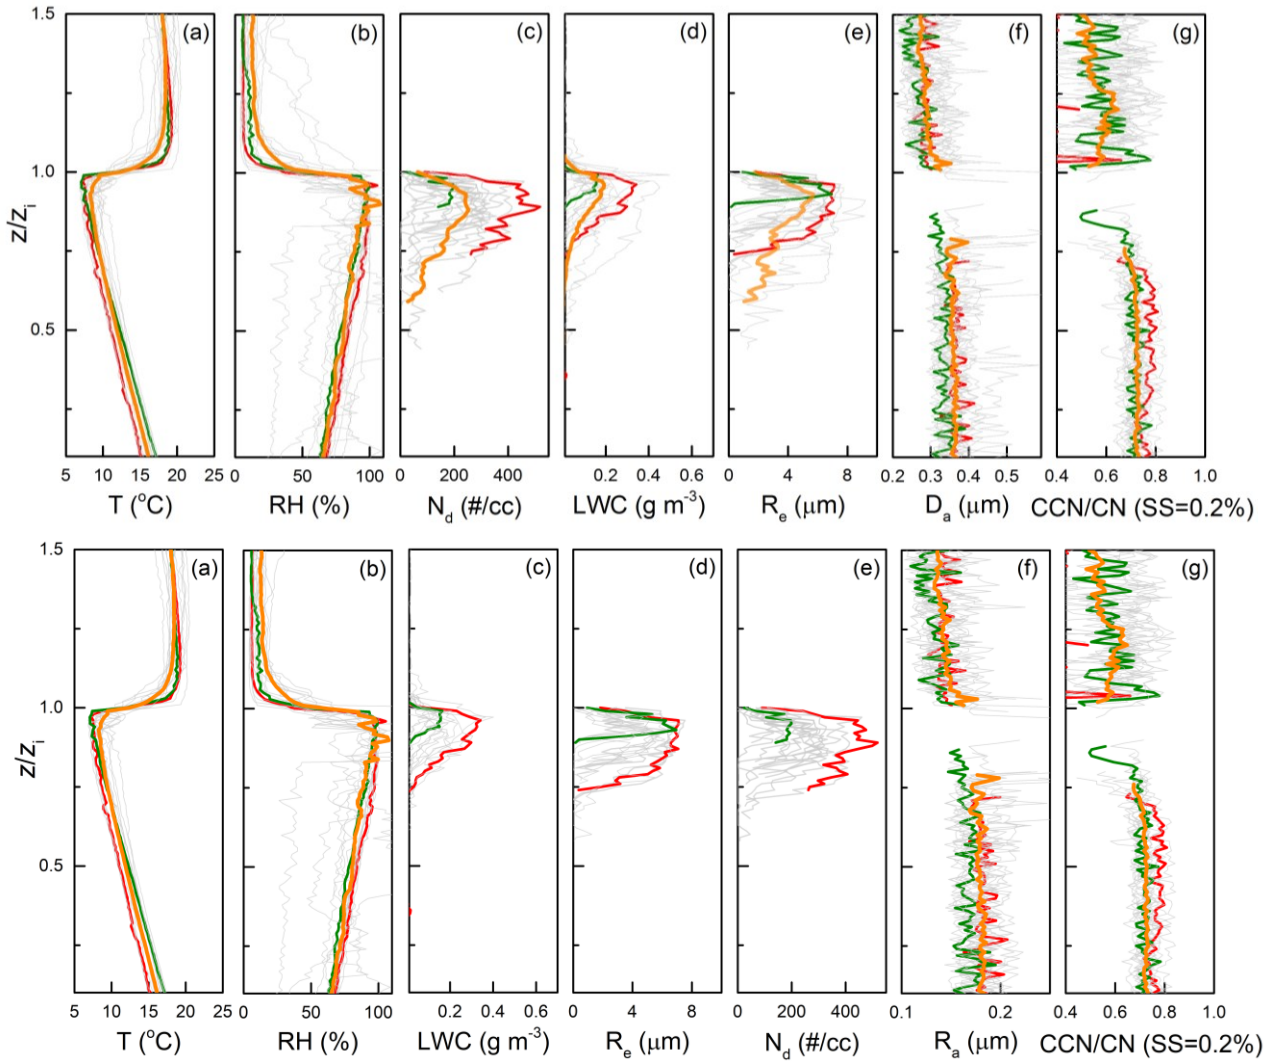 (a) (b) (c) (d) (e) (f) (g)
1.5
1.0
0.5
z/zᵢ
5 10 15 20 25 0 50 100 0 200 400 0.2 0.4 0.6 0 4 8 0.2 0.3 0.4 0.5 0.4 0.6 0.8 1.0
T (°C) RH (%) N_d (#/cc) LWC (g m⁻³) R_e (μm) D_a (μm) CCN/CN (SS=0.2%)
(a) (b) (c) (d) (e) (f) (g)
1.5
1.0
0.5
z/zᵢ
5 10 15 20 25 0 50 100 0.2 0.4 0.6 0 4 8 0 200 400 0.1 0.2 0.4 0.6 0.8 1.0
T (°C) RH (%) LWC (g m⁻³) R_e (μm) N_d (#/cc) R_a (μm) CCN/CN (SS=0.2%)